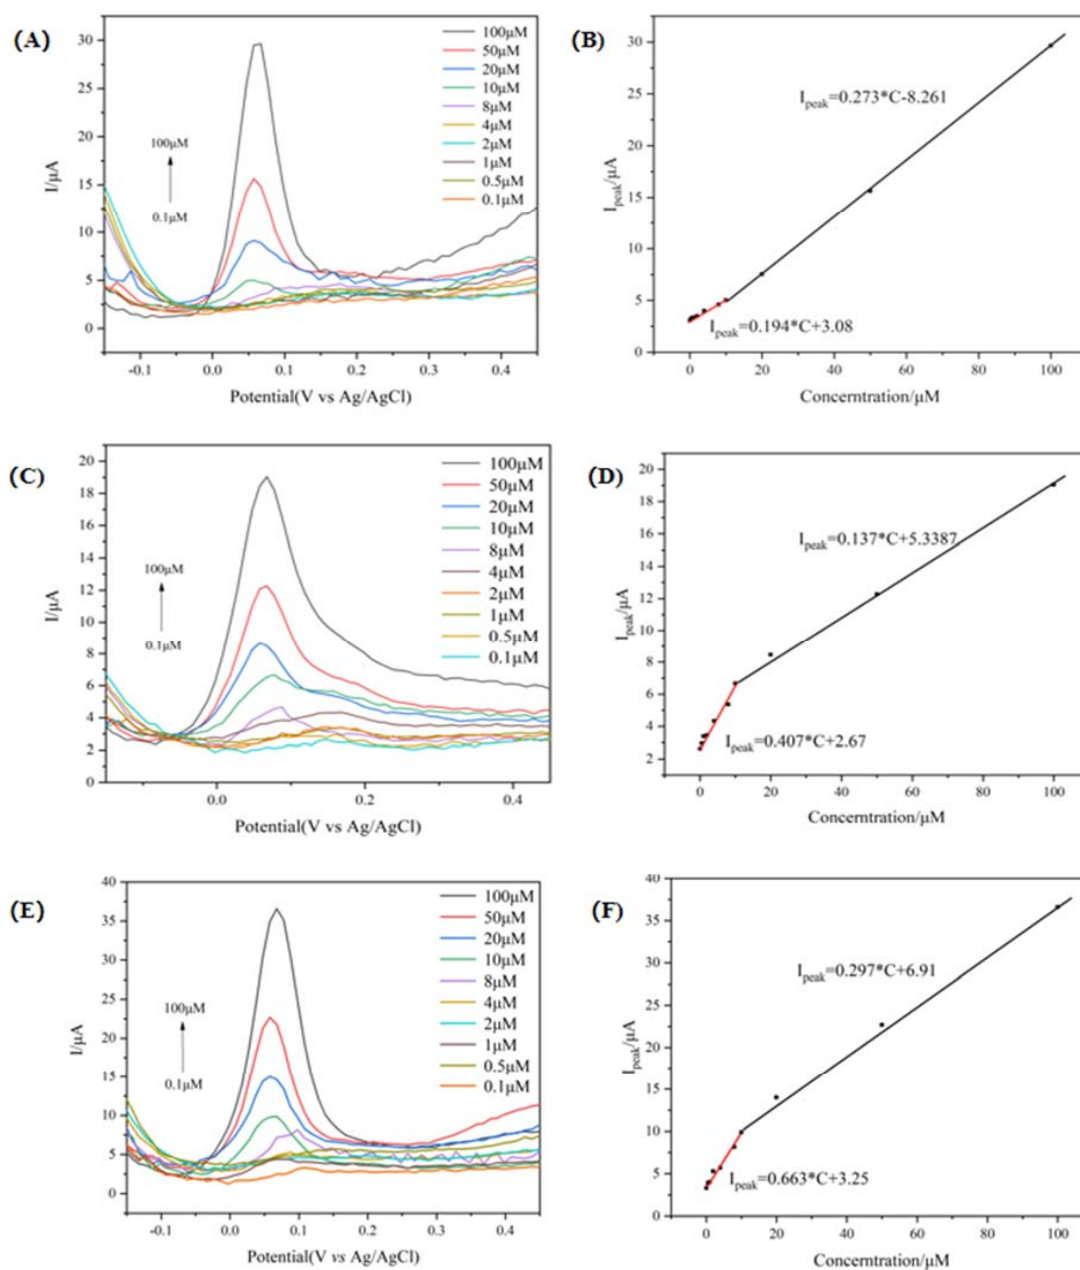 (A)
30
25
20
15
10
5
0
I/μA
100μM
0.1μM
100μM
50μM
20μM
10μM
8μM
4μM
2μM
1μM
0.5μM
0.1μM
-0.1
0.0
0.1
0.2
0.3
0.4
Potential(V vs Ag/AgCl)
(B)
30
25
20
15
10
5
0
Ipeak/μA
Ipeak=0.273*C-8.261
Ipeak=0.194*C+3.08
0
20
40
60
80
100
Concerntration/μM
(C)
20
18
16
14
12
10
8
6
4
2
0
I/μA
100μM
0.1μM
100μM
50μM
20μM
10μM
8μM
4μM
2μM
1μM
0.5μM
0.1μM
0.0
0.2
0.4
Potential(V vs Ag/AgCl)
(D)
20
18
16
14
12
10
8
6
4
2
Ipeak/μA
Ipeak=0.137*C+5.3387
Ipeak=0.407*C+2.67
0
20
40
60
80
100
Concerntration/μM
(E)
40
35
30
25
20
15
10
5
0
I/μA
100μM
0.1μM
100μM
50μM
20μM
10μM
8μM
4μM
2μM
1μM
0.5μM
0.1μM
-0.1
0.0
0.1
0.2
0.3
0.4
Potential(V vs Ag/AgCl)
(F)
40
35
30
25
20
15
10
5
0
Ipeak/μA
Ipeak=0.297*C+6.91
Ipeak=0.663*C+3.25
0
20
40
60
80
100
Concerntration/μM